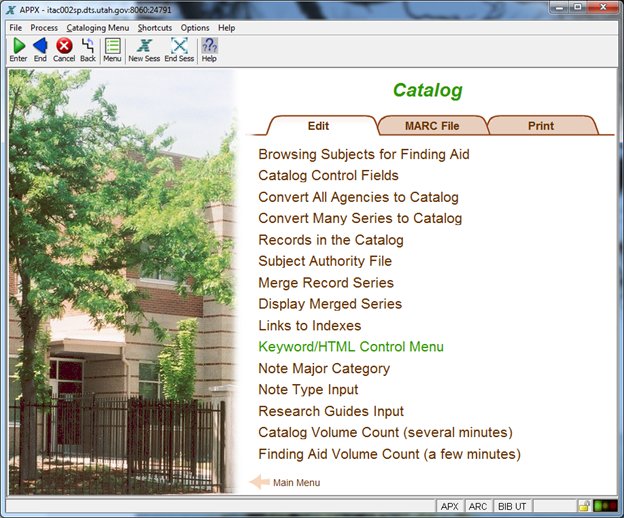 APPX - itac002sp.dts.utah.gov:8060:24791
File Process Cataloging Menu Shortcuts Options Help
Enter End Cancel Back Menu New Sess End Sess Help
Catalog
Edit MARC File Print
Browsing Subjects for Finding Aid
Catalog Control Fields
Convert All Agencies to Catalog
Convert Many Series to Catalog
Records in the Catalog
Subject Authority File
Merge Record Series
Display Merged Series
Links to Indexes
Keyword/HTML Control Menu
Note Major Category
Note Type Input
Research Guides Input
Catalog Volume Count (several minutes)
Finding Aid Volume Count (a few minutes)
Main Menu
APX ARC BIB UT